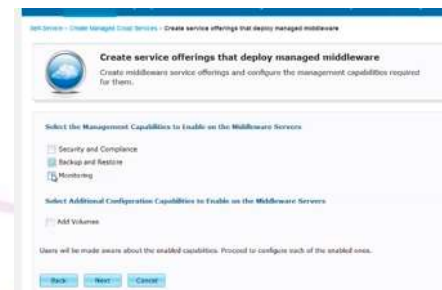 Self-Service > Create Managed Cloud Services > Create service offerings that deploy managed middleware
Create service offerings that deploy managed middleware
Create middleware service offerings and configure the management capabilities required
for them.
Select the Management Capabilities to Enable on the Middleware Servers
Security and Compliance
Backup and Restore
Monitoring
Select Additional Configuration Capabilities to Enable on the Middleware Servers
Add Volumes
Users will be made aware about the enabled capabilities. Proceed to configure each of the enabled ones.
Back Next Cancel